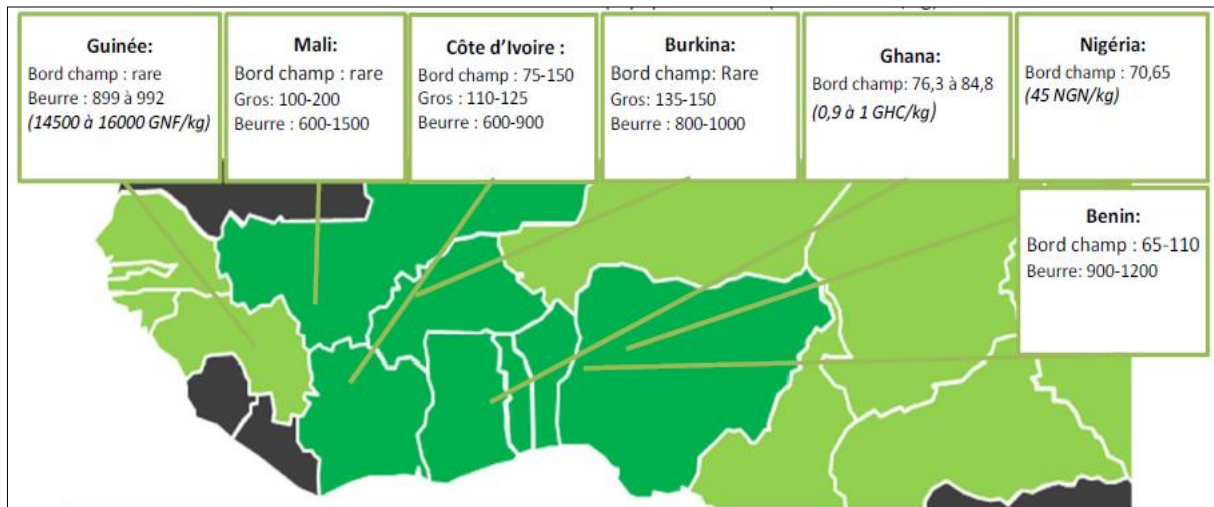 Guinée:
Bord champ : rare
Beurre : 899 à 992
(14500 à 16000 GNF/kg)
Mali:
Bord champ : rare
Gros: 100-200
Beurre : 600-1500
Côte d’Ivoire :
Bord champ : 75-150
Gros : 110-125
Beurre : 600-900
Burkina:
Bord champ: Rare
Gros: 135-150
Beurre : 800-1000
Ghana:
Bord champ: 76,3 à 84,8
(0,9 à 1 GHC/kg)
Nigéria:
Bord champ : 70,65
(45 NGN/kg)
Benin:
Bord champ : 65-110
Beurre: 900-1200